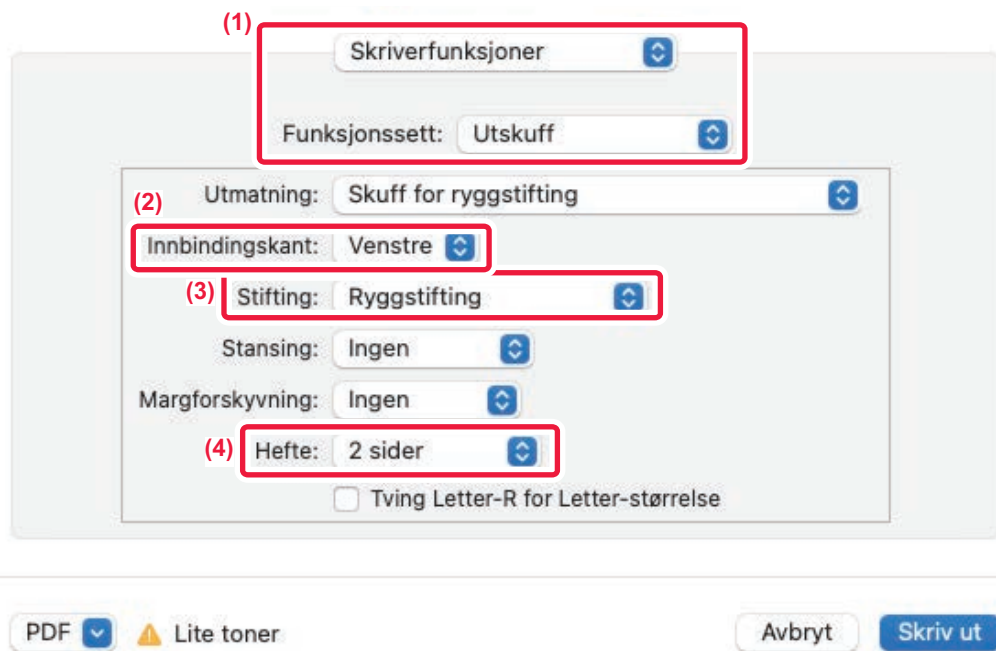 (1)
Skriverfunksjoner
Funksjonssett: Utskuff
Utmatning: Skuff for ryggstifting
(2)
Innbindingskant: Venstre
(3) Stifting: Ryggstifting
Stansing: Ingen
Margforskyvning: Ingen
(4) Hefte: 2 sider
Tving Letter-R for Letter-størrelse
PDF Lite toner Avbryt Skriv ut